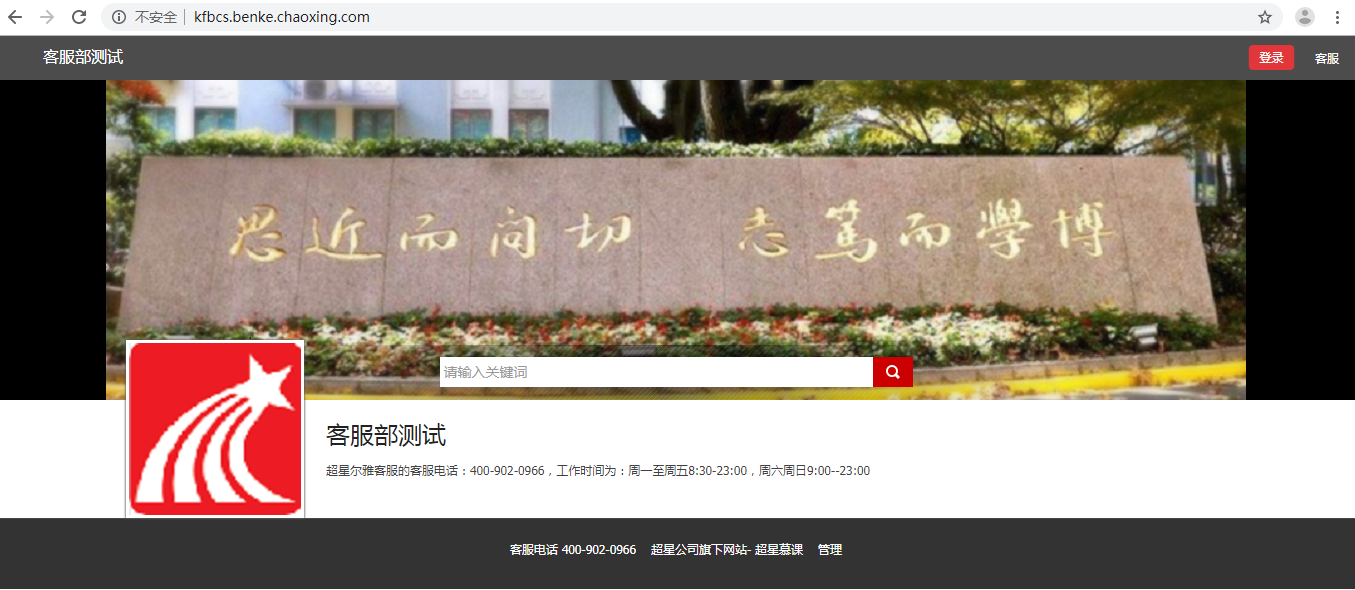 不安全 kfbcs.benke.chaoxing.com
客服部测试 登录 客服
博學而篤志 切问而近思
请输入关键词
客服部测试
超星尔雅客服的客服电话：400-902-0966，工作时间为：周一至周五8:30-23:00，周六周日9:00--23:00
客服电话 400-902-0966 超星公司旗下网站- 超星慕课 管理